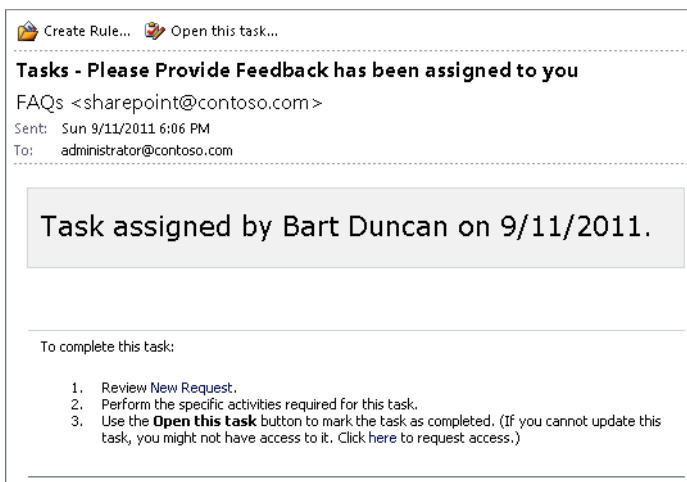 Create Rule... Open this task...
Tasks - Please Provide Feedback has been assigned to you
FAQs <sharepoint@contoso.com>
Sent: Sun 9/11/2011 6:06 PM
To: administrator@contoso.com
Task assigned by Bart Duncan on 9/11/2011.
To complete this task:
1. Review New Request.
2. Perform the specific activities required for this task.
3. Use the Open this task button to mark the task as completed. (If you cannot update this
task, you might not have access to it. Click here to request access.)